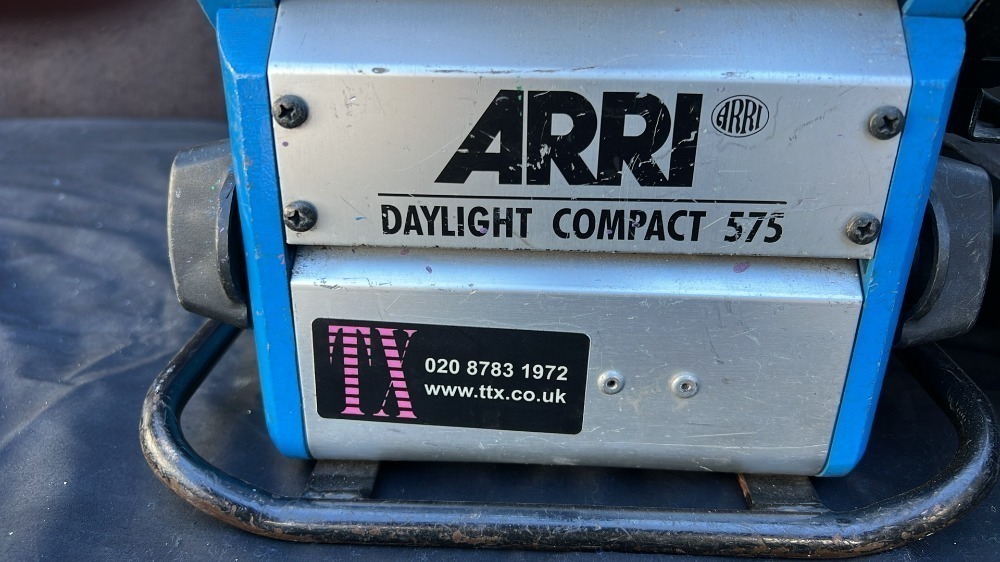 ARRI ARRI
DAYLIGHT COMPACT 575
TX 020 8783 1972
www.ttx.co.uk